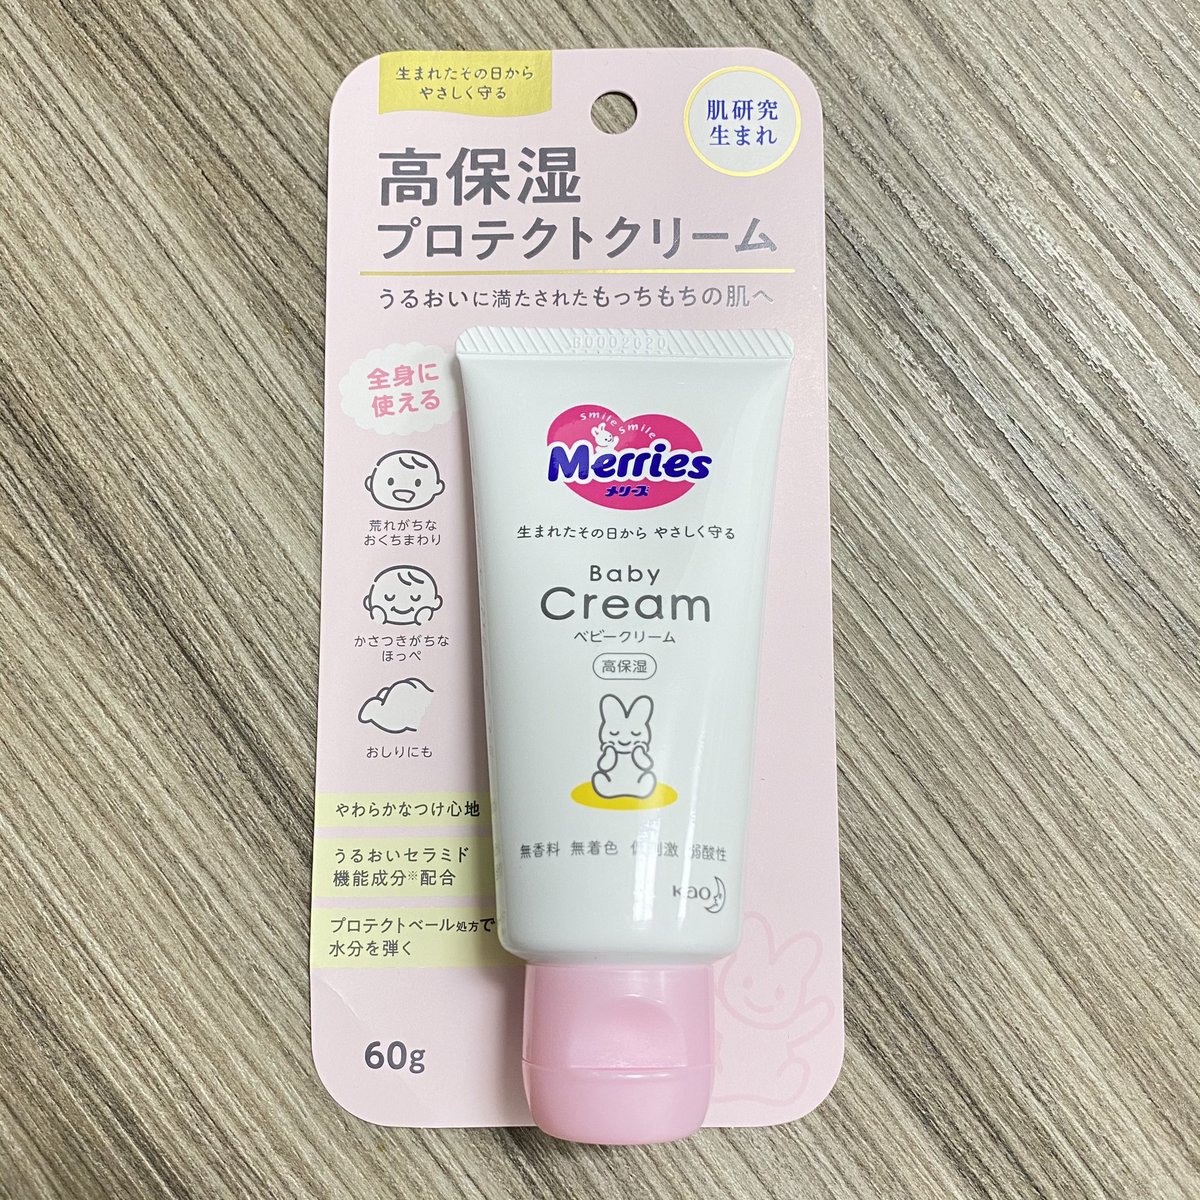 生まれたその日から
やさしく守る
肌研究
生まれ
高保湿
プロテクトクリーム
うるおいに満たされたもっちもちの肌へ
全身に
使える
荒れがちな
おくちまわり
かさつきがちな
ほっぺ
おしりにも
やわらかなつけ心地
うるおいセラミド
機能成分※配合
プロテクトベール処方で
水分を弾く
60g
B0002020
Smile Smile
Merries
メリーズ
生まれたその日から やさしく守る
Baby
Cream
ベビークリーム
高保湿
無香料 無着色 低刺激 弱酸性
Kao